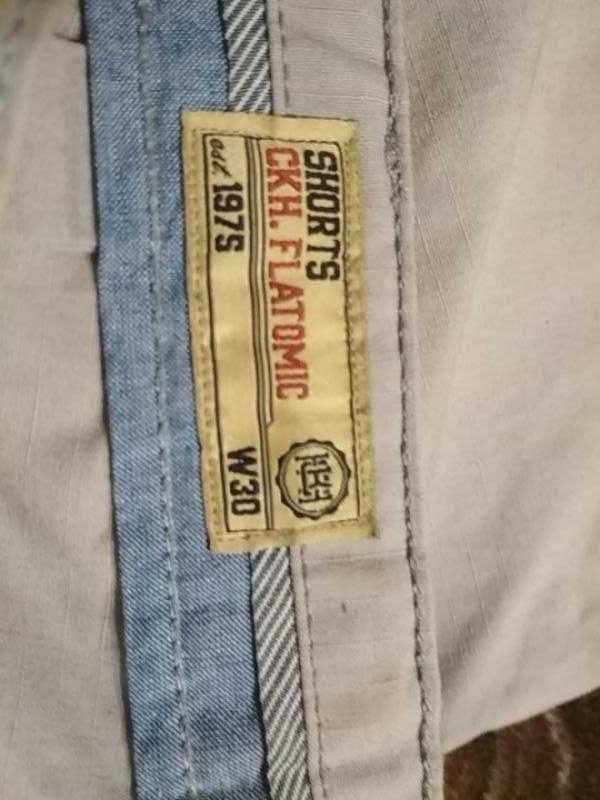 SHORTS
CKH. FLATOMIC
est. 1975
W30